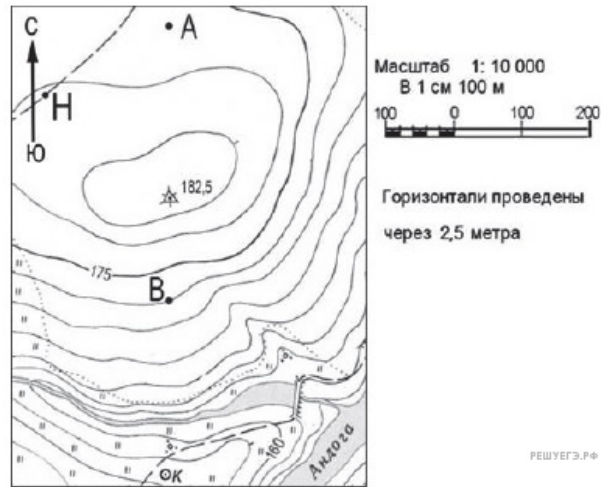 С
А
Н
Ю
182,5
175
В
160
Андога
К
Масштаб 1: 10 000
В 1 см 100 м
100 0 100 200
Горизонтали проведены
через 2,5 метра
РЕШУЕГЭ.РФ